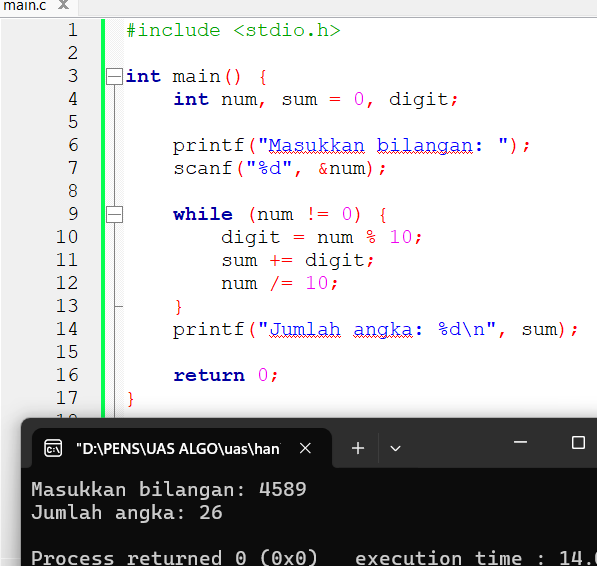 main.c X
1 #include <stdio.h>
2
3 int main() {
4 int num, sum = 0, digit;
5
6 printf("Masukkan bilangan: ");
7 scanf("%d", &num);
8
9 while (num != 0) {
10 digit = num % 10;
11 sum += digit;
12 num /= 10;
13 }
14 printf("Jumlah angka: %d\n", sum);
15
16 return 0;
17 }
"D:\PENS\UAS ALGO\uas\han
Masukkan bilangan: 4589
Jumlah angka: 26
Process returned 0 (0x0) execution time : 14.